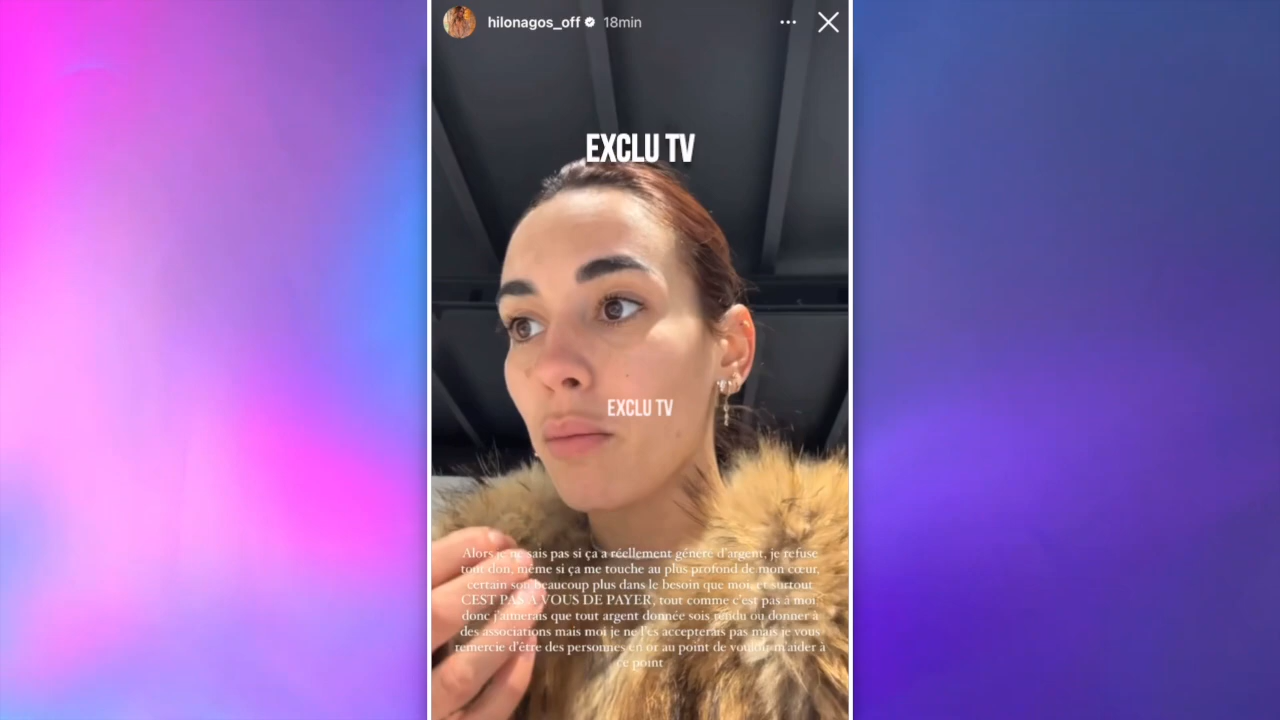 hilonagos_off 18min
EXCLU TV
EXCLU TV
Alors je ne sais pas si ça a réellement généré d'argent, je refuse
tout don, même si ça me touche au plus profond de mon cœur,
certain son beaucoup plus dans le besoin que moi, et surtout
C'EST PAS A VOUS DE PAYER, tout comme c'est pas à moi
donc j'aimerais que tout argent donnée sois rendu ou donner à
des associations mais moi je ne les accepterais pas mais je vous
remercie d'être des personnes en or au point de vouloir m'aider à
ce point